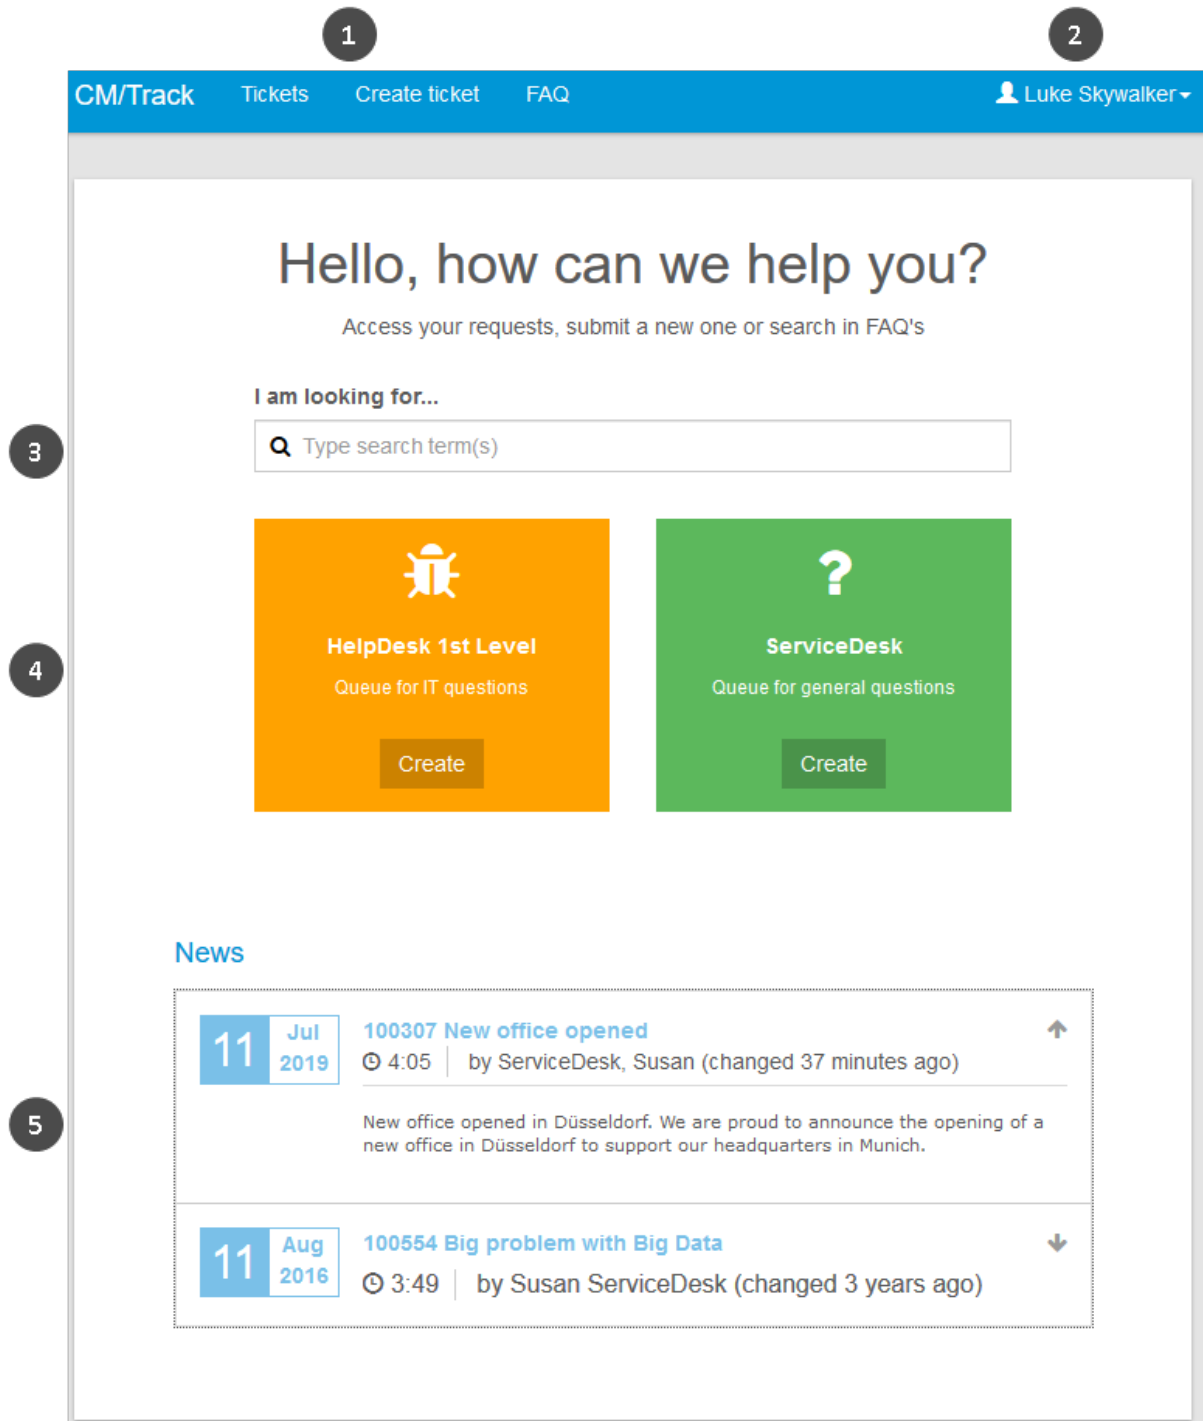 1
2
CM/Track Tickets Create ticket FAQ Luke Skywalker
Hello, how can we help you?
Access your requests, submit a new one or search in FAQ's
I am looking for...
3
Type search term(s)
4
HelpDesk 1st Level
Queue for IT questions
Create
?
ServiceDesk
Queue for general questions
Create
News
5
11 Jul 2019
100307 New office opened
4:05 by ServiceDesk, Susan (changed 37 minutes ago)
New office opened in Düsseldorf. We are proud to announce the opening of a
new office in Düsseldorf to support our headquarters in Munich.
11 Aug 2016
100554 Big problem with Big Data
3:49 by Susan ServiceDesk (changed 3 years ago)